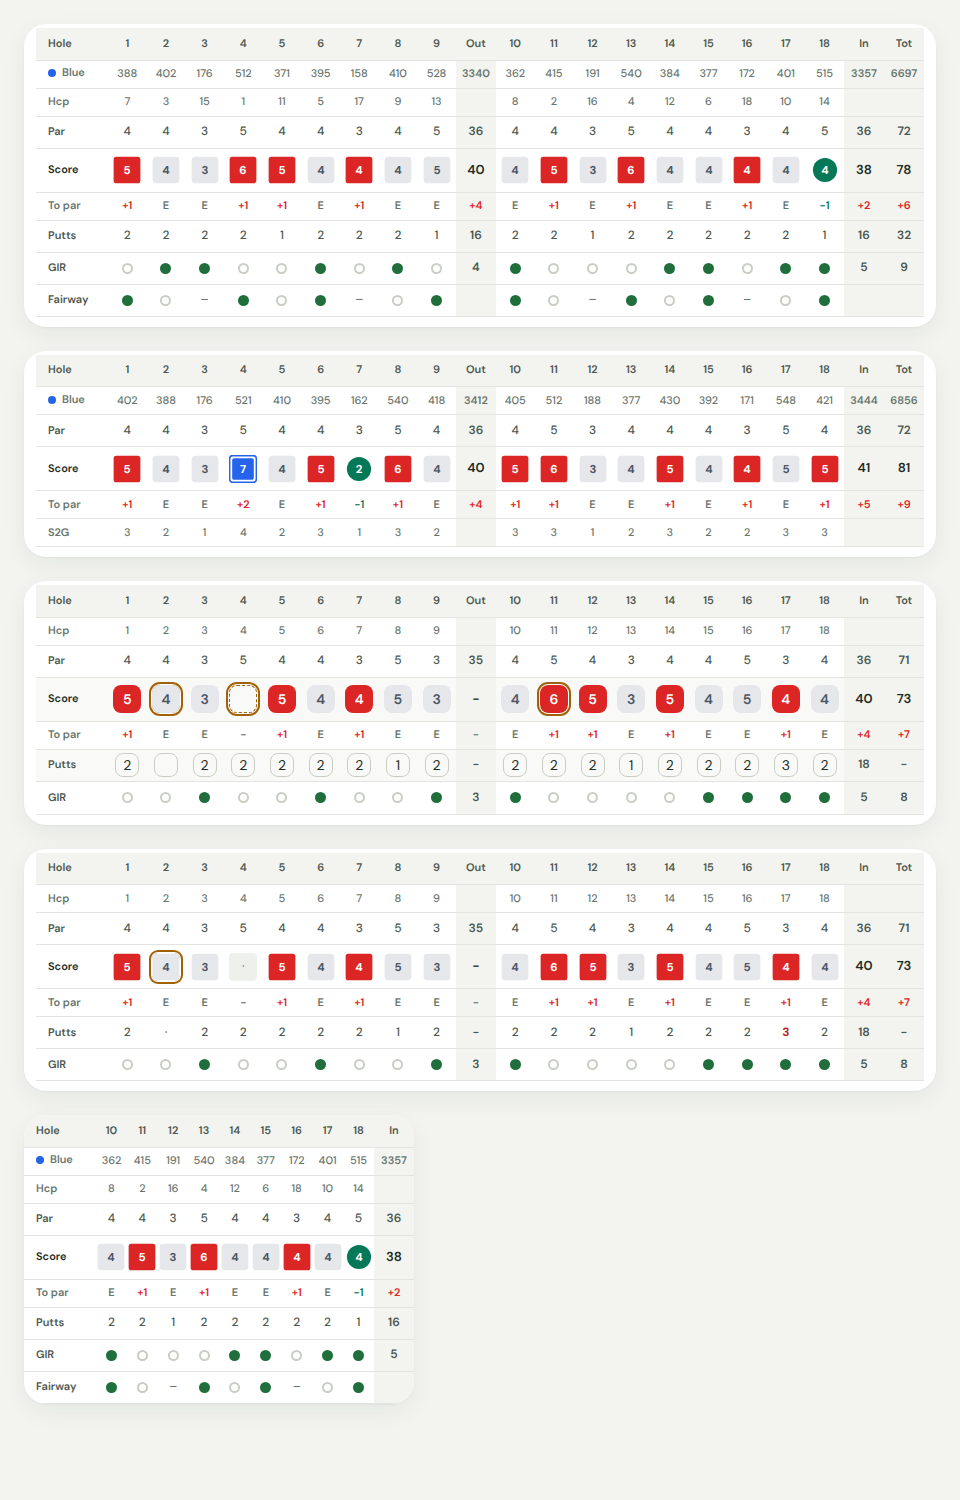 Hole 1 2 3 4 5 6 7 8 9 Out 10 11 12 13 14 15 16 17 18 In Tot
Blue 388 402 176 512 371 395 158 410 528 3340 362 415 191 540 384 377 172 401 515 3357 6697
Hcp 7 3 15 1 11 5 17 9 13 8 2 16 4 12 6 18 10 14
Par 4 4 3 5 4 4 3 4 5 36 4 4 3 5 4 4 3 4 5 36 72
Score 5 4 3 6 5 4 4 4 5 40 4 5 3 6 4 4 4 4 4 38 78
To par +1 E E +1 +1 E +1 E E +4 E +1 E +1 E E +1 E -1 +2 +6
Putts 2 2 2 2 1 2 2 2 1 16 2 2 1 2 2 2 2 2 1 16 32
GIR 4 5 9
Fairway – – – –
Hole 1 2 3 4 5 6 7 8 9 Out 10 11 12 13 14 15 16 17 18 In Tot
Blue 402 388 176 521 410 395 162 540 418 3412 405 512 188 377 430 392 171 548 421 3444 6856
Par 4 4 3 5 4 4 3 5 4 36 4 5 3 4 4 4 3 5 4 36 72
Score 5 4 3 7 4 5 2 6 4 40 5 6 3 4 5 4 4 5 5 41 81
To par +1 E E +2 E +1 -1 +1 E +4 +1 +1 E E +1 E +1 E +1 +5 +9
S2G 3 2 1 4 2 3 1 3 2 3 3 1 2 3 2 2 3 3
Hole 1 2 3 4 5 6 7 8 9 Out 10 11 12 13 14 15 16 17 18 In Tot
Hcp 1 2 3 4 5 6 7 8 9 10 11 12 13 14 15 16 17 18
Par 4 4 3 5 4 4 3 5 3 35 4 5 4 3 4 4 5 3 4 36 71
Score 5 4 3 5 4 4 5 3 – 4 6 5 3 5 4 5 4 4 40 73
To par +1 E E – +1 E +1 E E – E +1 +1 E +1 E E +1 E +4 +7
Putts 2 2 2 2 2 2 1 2 – 2 2 2 1 2 2 2 3 2 18 –
GIR 3 5 8
Hole 1 2 3 4 5 6 7 8 9 Out 10 11 12 13 14 15 16 17 18 In Tot
Hcp 1 2 3 4 5 6 7 8 9 10 11 12 13 14 15 16 17 18
Par 4 4 3 5 4 4 3 5 3 35 4 5 4 3 4 4 5 3 4 36 71
Score 5 4 3 · 5 4 4 5 3 – 4 6 5 3 5 4 5 4 4 40 73
To par +1 E E – +1 E +1 E E – E +1 +1 E +1 E E +1 E +4 +7
Putts 2 · 2 2 2 2 2 1 2 – 2 2 2 1 2 2 2 3 2 18 –
GIR 3 5 8
Hole 10 11 12 13 14 15 16 17 18 In
Blue 362 415 191 540 384 377 172 401 515 3357
Hcp 8 2 16 4 12 6 18 10 14
Par 4 4 3 5 4 4 3 4 5 36
Score 4 5 3 6 4 4 4 4 4 38
To par E +1 E +1 E E +1 E -1 +2
Putts 2 2 1 2 2 2 2 2 1 16
GIR 5
Fairway – –